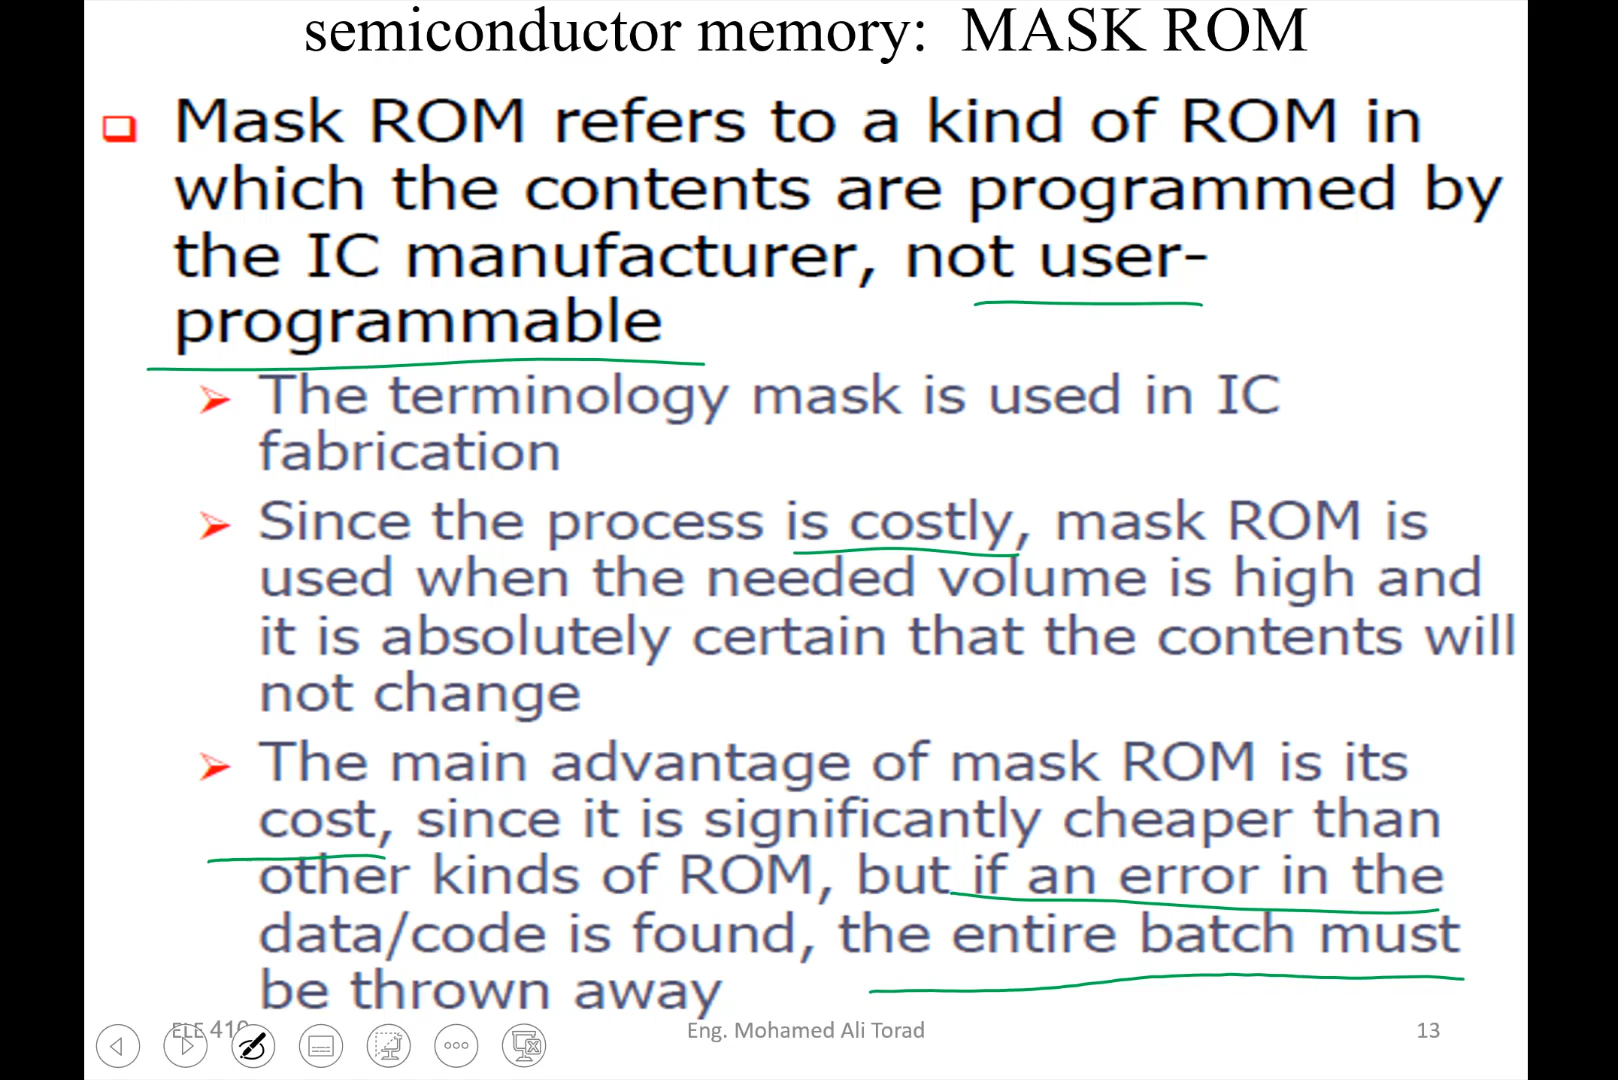 semiconductor memory: MASK ROM
Mask ROM refers to a kind of ROM in
which the contents are programmed by
the IC manufacturer, not user-
programmable
The terminology mask is used in IC
fabrication
Since the process is costly, mask ROM is
used when the needed volume is high and
it is absolutely certain that the contents will
not change
The main advantage of mask ROM is its
cost, since it is significantly cheaper than
other kinds of ROM, but if an error in the
data/code is found, the entire batch must
be thrown away
ELE 410
Eng. Mohamed Ali Torad
13